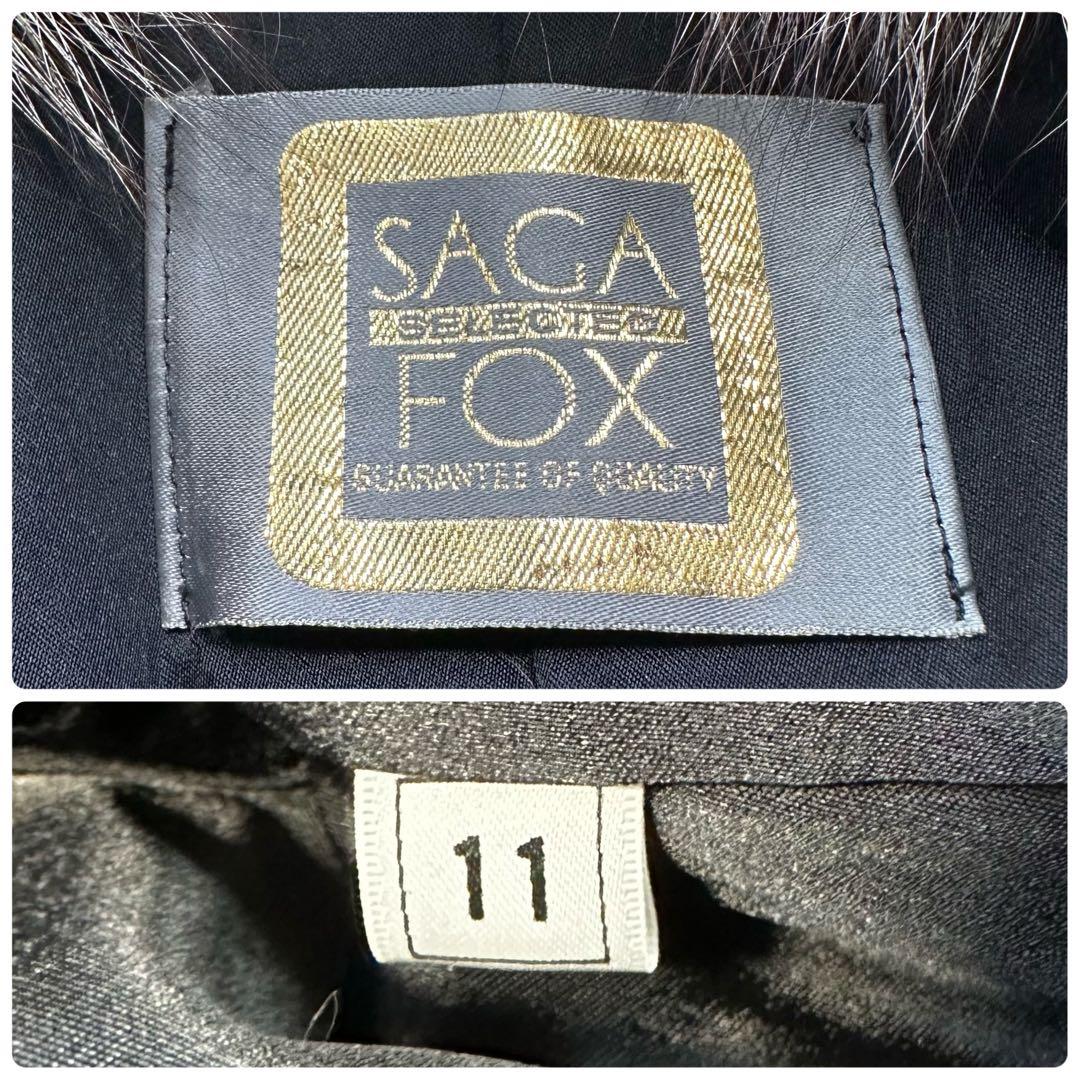 SAGA
SELECTED
FOX
GUARANTEE OF QUALITY
11